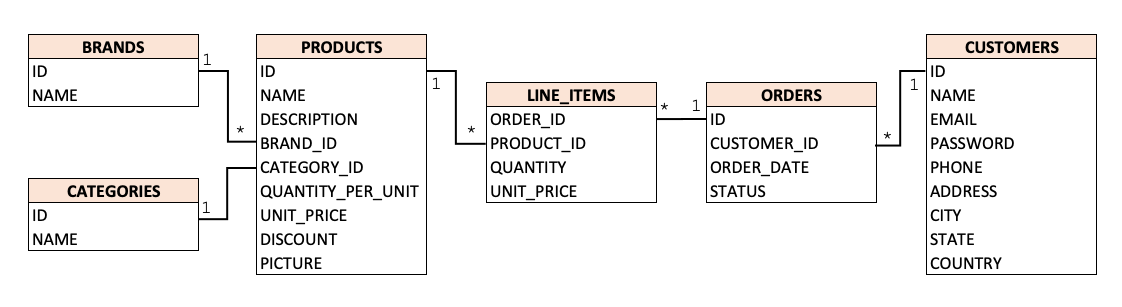 BRANDS
ID
NAME
1
*
CATEGORIES
ID
NAME
1
PRODUCTS
ID
NAME
DESCRIPTION
BRAND_ID
CATEGORY_ID
QUANTITY_PER_UNIT
UNIT_PRICE
DISCOUNT
PICTURE
1
*
LINE_ITEMS
ORDER_ID
PRODUCT_ID
QUANTITY
UNIT_PRICE
* 1
ORDERS
ID
CUSTOMER_ID
ORDER_DATE
STATUS
*
1
CUSTOMERS
ID
NAME
EMAIL
PASSWORD
PHONE
ADDRESS
CITY
STATE
COUNTRY